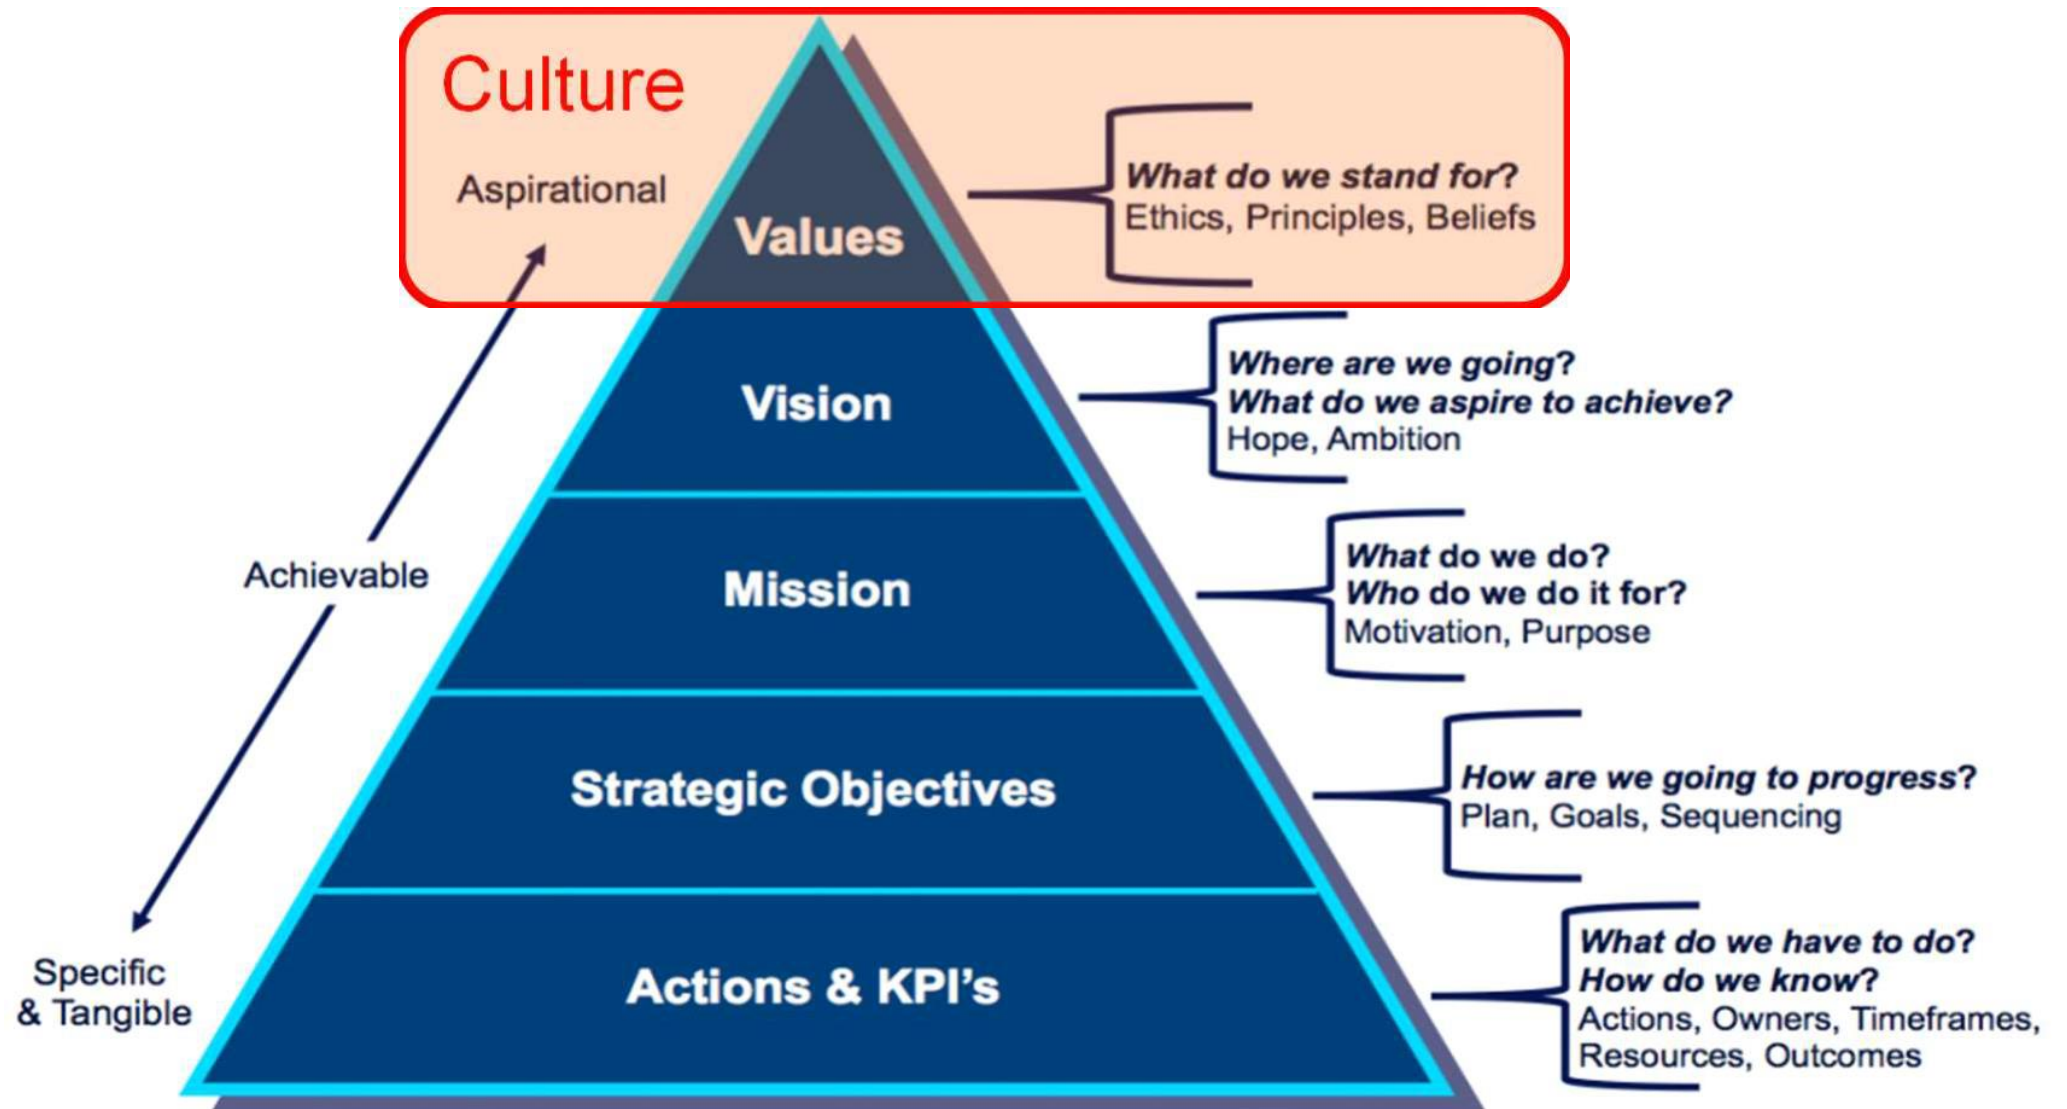 Culture
Aspirational
Values
What do we stand for?
Ethics, Principles, Beliefs
Vision
Where are we going?
What do we aspire to achieve?
Hope, Ambition
Achievable
Mission
What do we do?
Who do we do it for?
Motivation, Purpose
Strategic Objectives
How are we going to progress?
Plan, Goals, Sequencing
Specific
& Tangible
Actions & KPI’s
What do we have to do?
How do we know?
Actions, Owners, Timeframes,
Resources, Outcomes